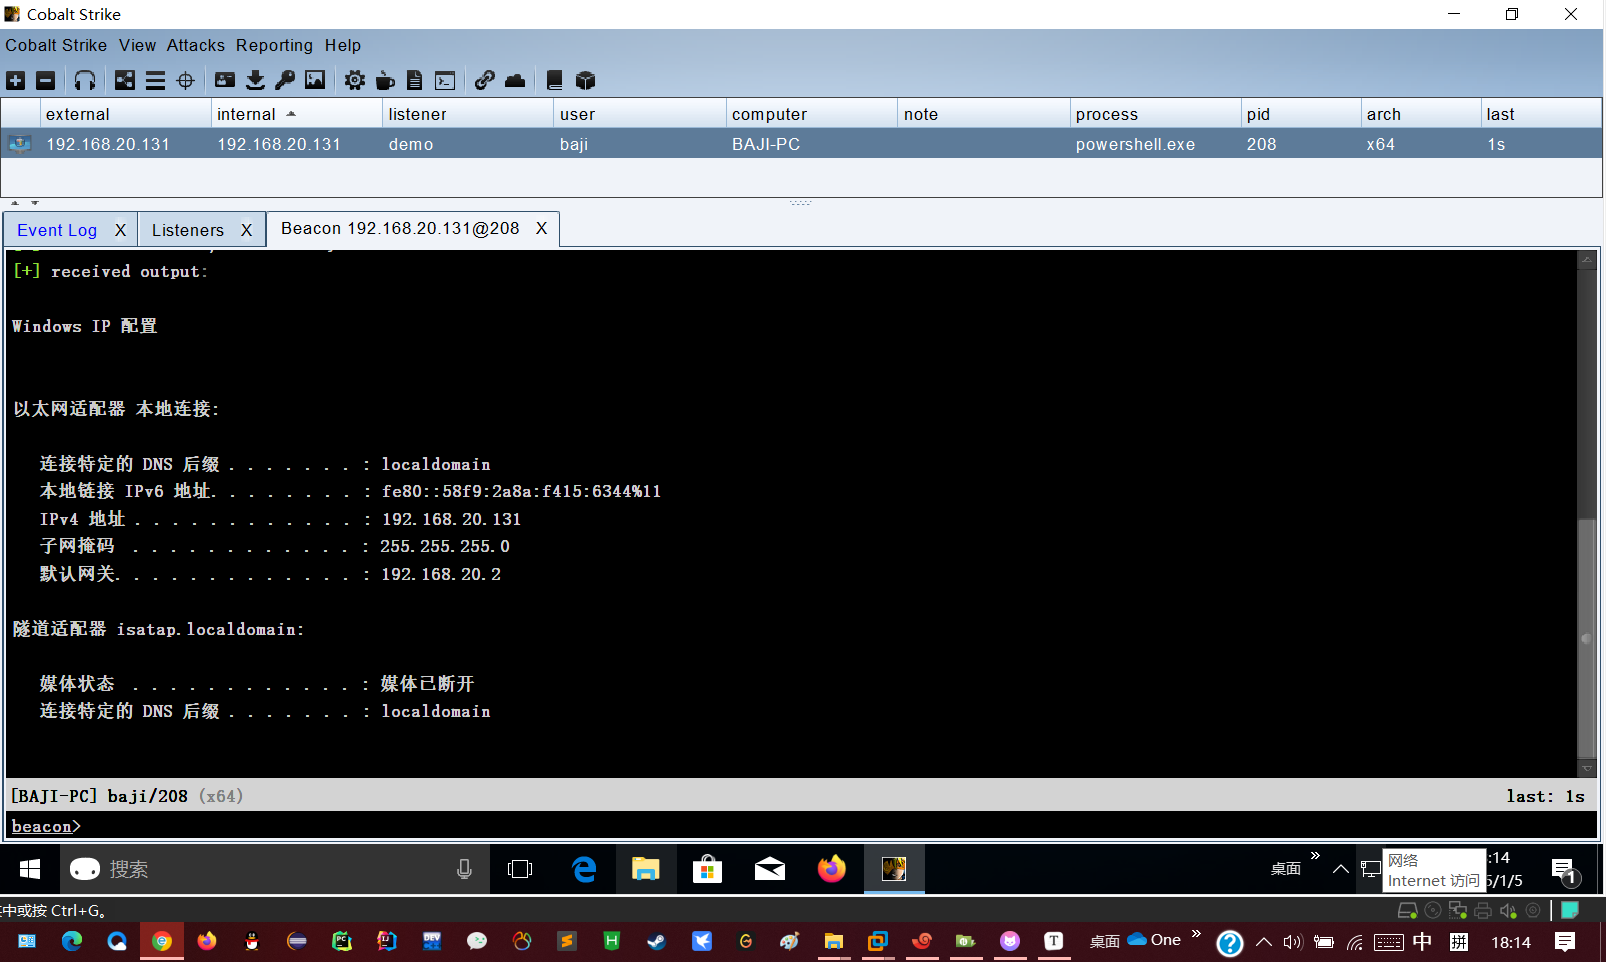 Cobalt Strike
Cobalt Strike View Attacks Reporting Help
external internal listener user computer note process pid arch last
192.168.20.131 192.168.20.131 demo baji BAJI-PC powershell.exe 208 x64 1s
Event Log X Listeners X Beacon 192.168.20.131@208 X
[+] received output:
Windows IP 配置
以太网适配器 本地连接:
连接特定的 DNS 后缀 . . . . . . . : localdomain
本地链接 IPv6 地址. . . . . . . . : fe80::58f9:2a8a:f415:6344%11
IPv4 地址 . . . . . . . . . . . . : 192.168.20.131
子网掩码 . . . . . . . . . . . . : 255.255.255.0
默认网关. . . . . . . . . . . . . : 192.168.20.2
隧道适配器 isatap.localdomain:
媒体状态 . . . . . . . . . . . . : 媒体已断开
连接特定的 DNS 后缀 . . . . . . . : localdomain
[BAJI-PC] baji/208 (x64) last: 1s
beacon>
搜索 桌面 » 网络 :14
Internet 访问 /1/5 1
中或按 Ctrl+G。
桌面 One » 中 拼 18:14